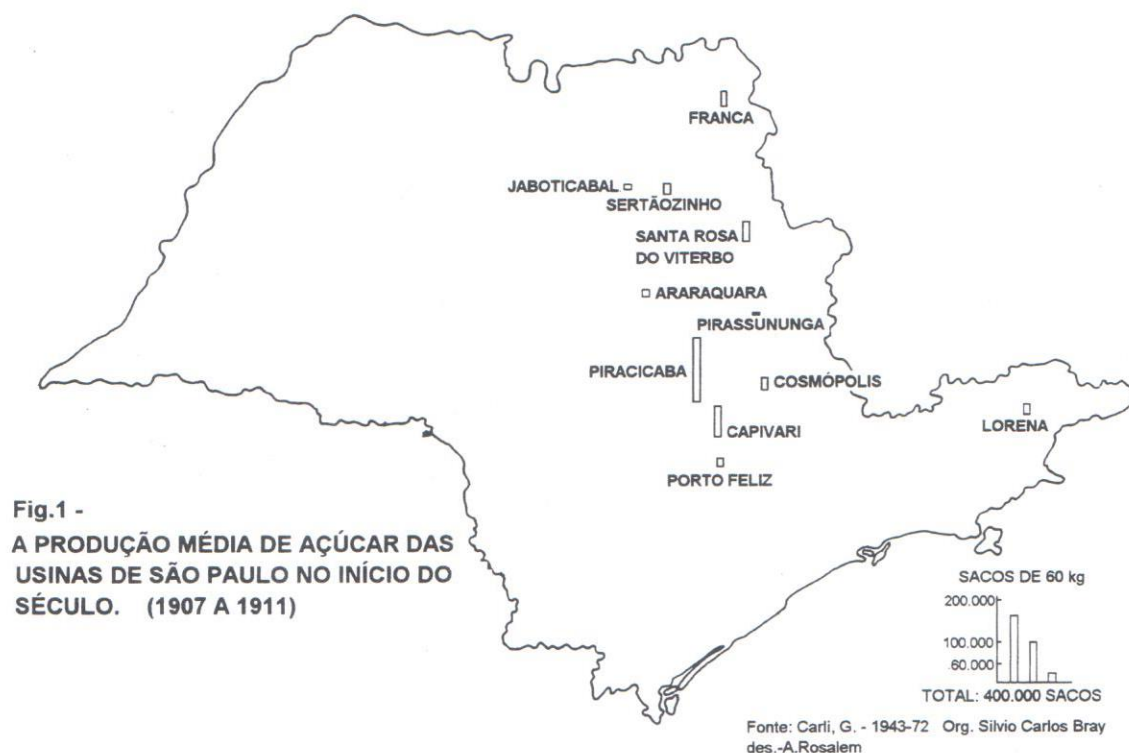 FRANCA
JABOTICABAL
SERTÃOZINHO
SANTA ROSA
DO VITERBO
ARARAQUARA
PIRASSUNUNGA
PIRACICABA
COSMÓPOLIS
CAPIVARI
LORENA
PORTO FELIZ
Fig.1 -
A PRODUÇÃO MÉDIA DE AÇÚCAR DAS
USINAS DE SÃO PAULO NO INÍCIO DO
SÉCULO. (1907 A 1911)
SACOS DE 60 kg
200.000
100.000
60.000
TOTAL: 400.000 SACOS
Fonte: Carli, G. - 1943-72 Org. Silvio Carlos Bray
des.-A.Rosalem